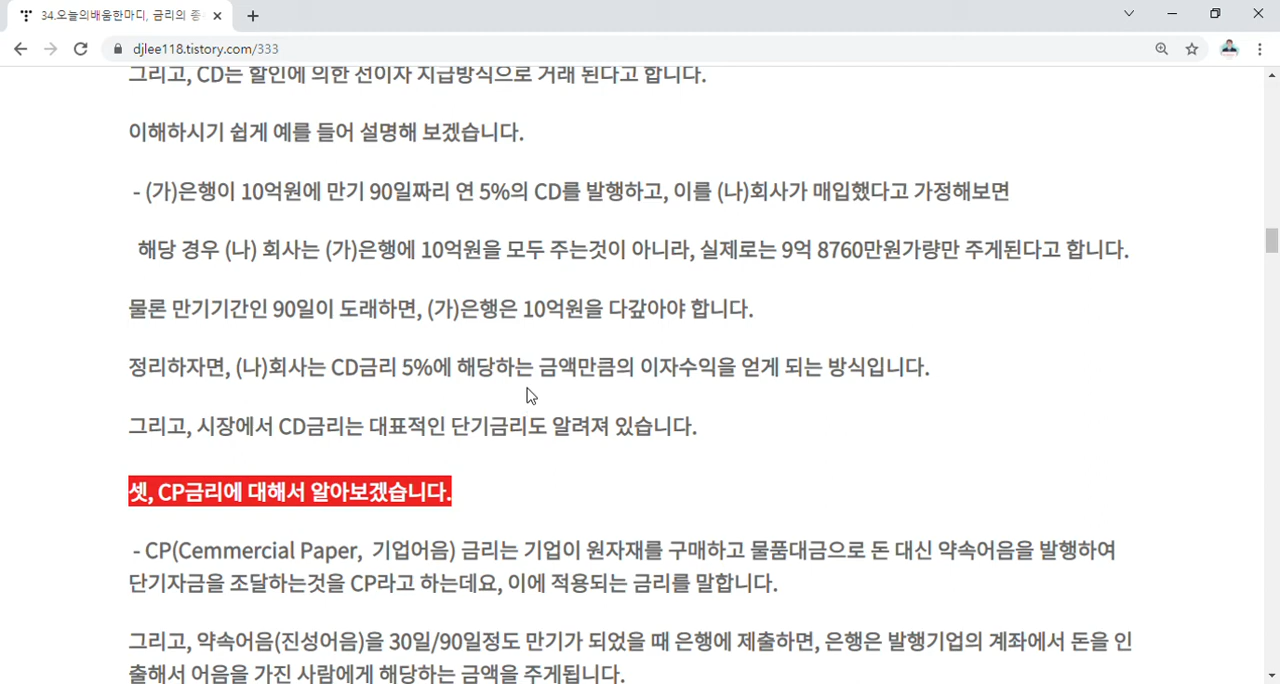 34.오늘의배움한마디, 금리의 종
djlee118.tistory.com/333
그리고, CD는 할인에 의한 선이자 지급방식으로 거래 된다고 합니다.
이해하시기 쉽게 예를 들어 설명해 보겠습니다.
- (가)은행이 10억원에 만기 90일짜리 연 5%의 CD를 발행하고, 이를 (나)회사가 매입했다고 가정해보면
해당 경우 (나) 회사는 (가)은행에 10억원을 모두 주는것이 아니라, 실제로는 9억 8760만원가량만 주게된다고 합니다.
물론 만기기간인 90일이 도래하면, (가)은행은 10억원을 다갚아야 합니다.
정리하자면, (나)회사는 CD금리 5%에 해당하는 금액만큼의 이자수익을 얻게 되는 방식입니다.
그리고, 시장에서 CD금리는 대표적인 단기금리도 알려져 있습니다.
셋, CP금리에 대해서 알아보겠습니다.
- CP(Cemmercial Paper,  기업어음) 금리는 기업이 원자재를 구매하고 물품대금으로 돈 대신 약속어음을 발행하여
단기자금을 조달하는것을 CP라고 하는데요, 이에 적용되는 금리를 말합니다.
그리고, 약속어음(진성어음)을 30일/90일정도 만기가 되었을 때 은행에 제출하면, 은행은 발행기업의 계좌에서 돈을 인
출해서 어음을 가진 사람에게 해당하는 금액을 주게됩니다.